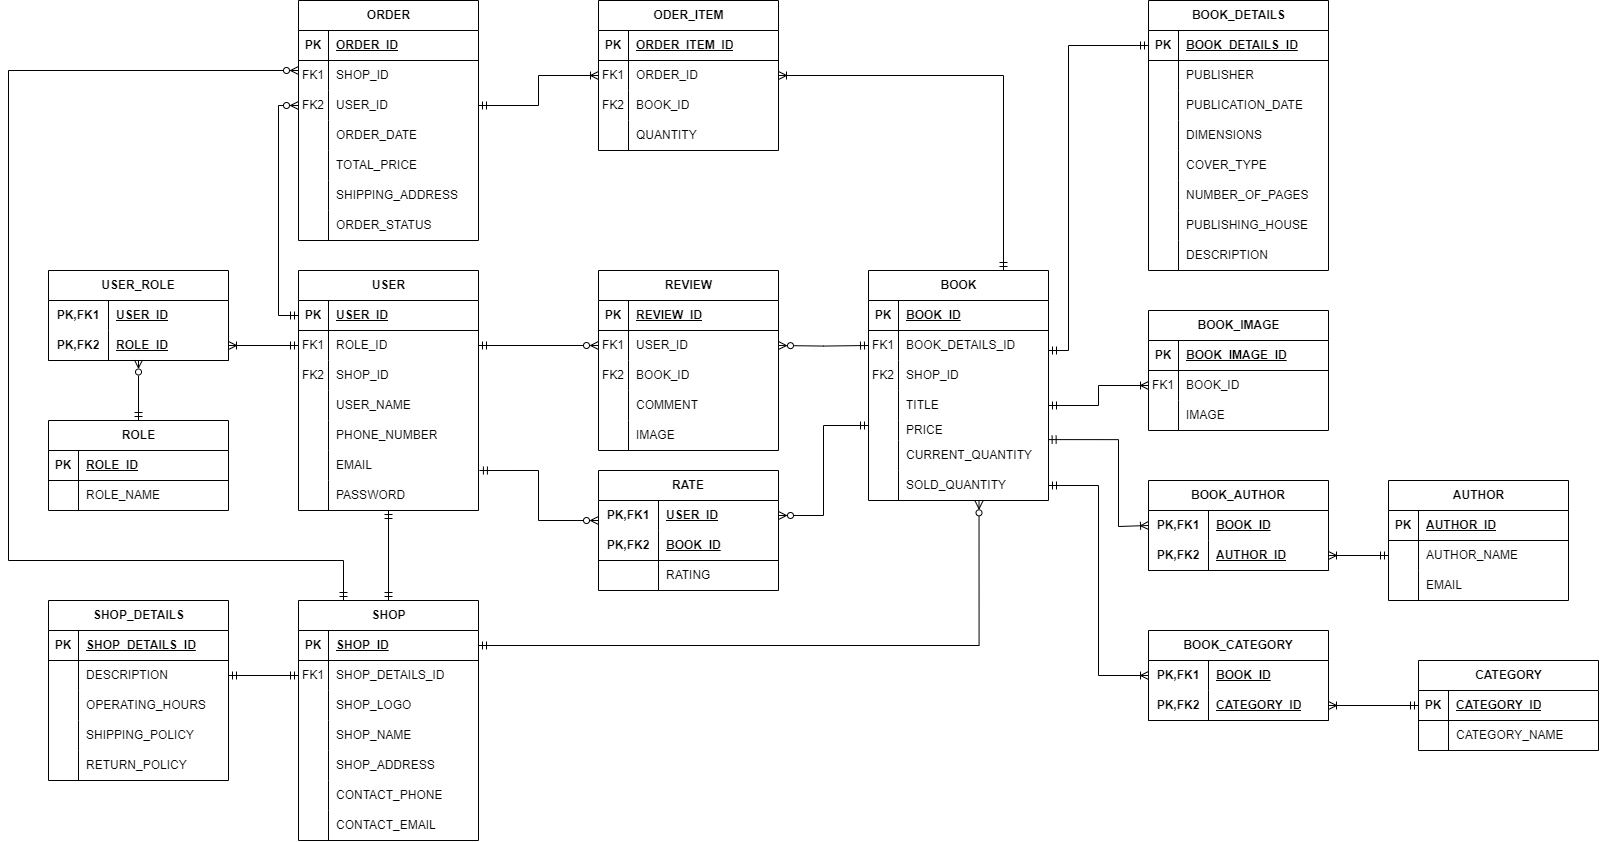 ORDER
PK ORDER_ID
FK1 SHOP_ID
FK2 USER_ID
ORDER_DATE
TOTAL_PRICE
SHIPPING_ADDRESS
ORDER_STATUS
ODER_ITEM
PK ORDER_ITEM_ID
FK1 ORDER_ID
FK2 BOOK_ID
QUANTITY
BOOK_DETAILS
PK BOOK_DETAILS_ID
PUBLISHER
PUBLICATION_DATE
DIMENSIONS
COVER_TYPE
NUMBER_OF_PAGES
PUBLISHING_HOUSE
DESCRIPTION
USER_ROLE
PK,FK1 USER_ID
PK,FK2 ROLE_ID
USER
PK USER_ID
FK1 ROLE_ID
FK2 SHOP_ID
USER_NAME
PHONE_NUMBER
EMAIL
PASSWORD
REVIEW
PK REVIEW_ID
FK1 USER_ID
FK2 BOOK_ID
COMMENT
IMAGE
BOOK
PK BOOK_ID
FK1 BOOK_DETAILS_ID
FK2 SHOP_ID
TITLE
PRICE
CURRENT_QUANTITY
SOLD_QUANTITY
BOOK_IMAGE
PK BOOK_IMAGE_ID
FK1 BOOK_ID
IMAGE
ROLE
PK ROLE_ID
ROLE_NAME
RATE
PK,FK1 USER_ID
PK,FK2 BOOK_ID
RATING
BOOK_AUTHOR
PK,FK1 BOOK_ID
PK,FK2 AUTHOR_ID
AUTHOR
PK AUTHOR_ID
AUTHOR_NAME
EMAIL
SHOP_DETAILS
PK SHOP_DETAILS_ID
DESCRIPTION
OPERATING_HOURS
SHIPPING_POLICY
RETURN_POLICY
SHOP
PK SHOP_ID
FK1 SHOP_DETAILS_ID
SHOP_LOGO
SHOP_NAME
SHOP_ADDRESS
CONTACT_PHONE
CONTACT_EMAIL
BOOK_CATEGORY
PK,FK1 BOOK_ID
PK,FK2 CATEGORY_ID
CATEGORY
PK CATEGORY_ID
CATEGORY_NAME